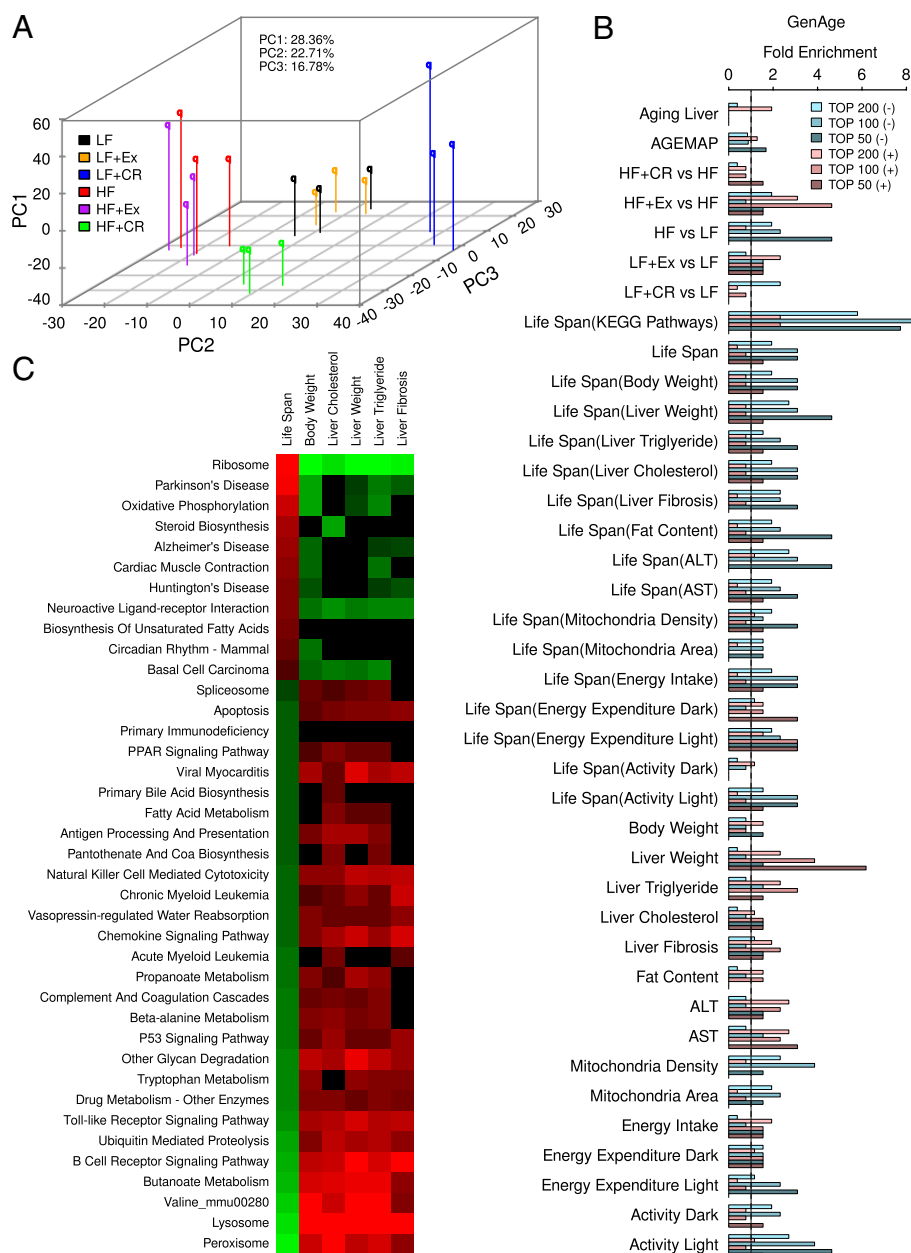 A
PC1: 28.36%
PC2: 22.71%
PC3: 16.78%
LF
LF+Ex
LF+CR
HF
HF+Ex
HF+CR
PC1
60
40
20
0
-20
-40
-30 -20 -10 0 10 20 30 40
PC2
-40 -30 -20 -10 0 10 20 30
PC3
B
GenAge
Fold Enrichment
0 2 4 6 8
TOP 200 (-)
TOP 100 (-)
TOP 50 (-)
TOP 200 (+)
TOP 100 (+)
TOP 50 (+)
Aging Liver
AGEMAP
HF+CR vs HF
HF+Ex vs HF
HF vs LF
LF+Ex vs LF
LF+CR vs LF
Life Span(KEGG Pathways)
Life Span
Life Span(Body Weight)
Life Span(Liver Weight)
Life Span(Liver Triglyeride)
Life Span(Liver Cholesterol)
Life Span(Liver Fibrosis)
Life Span(Fat Content)
Life Span(ALT)
Life Span(AST)
Life Span(Mitochondria Density)
Life Span(Mitochondria Area)
Life Span(Energy Intake)
Life Span(Energy Expenditure Dark)
Life Span(Energy Expenditure Light)
Life Span(Activity Dark)
Life Span(Activity Light)
Body Weight
Liver Weight
Liver Triglyeride
Liver Cholesterol
Liver Fibrosis
Fat Content
ALT
AST
Mitochondria Density
Mitochondria Area
Energy Intake
Energy Expenditure Dark
Energy Expenditure Light
Activity Dark
Activity Light
C
Life Span
Body Weight
Liver Cholesterol
Liver Weight
Liver Triglyeride
Liver Fibrosis
Ribosome
Parkinson's Disease
Oxidative Phosphorylation
Steroid Biosynthesis
Alzheimer's Disease
Cardiac Muscle Contraction
Huntington's Disease
Neuroactive Ligand-receptor Interaction
Biosynthesis Of Unsaturated Fatty Acids
Circadian Rhythm - Mammal
Basal Cell Carcinoma
Spliceosome
Apoptosis
Primary Immunodeficiency
PPAR Signaling Pathway
Viral Myocarditis
Primary Bile Acid Biosynthesis
Fatty Acid Metabolism
Antigen Processing And Presentation
Pantothenate And Coa Biosynthesis
Natural Killer Cell Mediated Cytotoxicity
Chronic Myeloid Leukemia
Vasopressin-regulated Water Reabsorption
Chemokine Signaling Pathway
Acute Myeloid Leukemia
Propanoate Metabolism
Complement And Coagulation Cascades
Beta-alanine Metabolism
P53 Signaling Pathway
Other Glycan Degradation
Tryptophan Metabolism
Drug Metabolism - Other Enzymes
Toll-like Receptor Signaling Pathway
Ubiquitin Mediated Proteolysis
B Cell Receptor Signaling Pathway
Butanoate Metabolism
Valine_mmu00280
Lysosome
Peroxisome